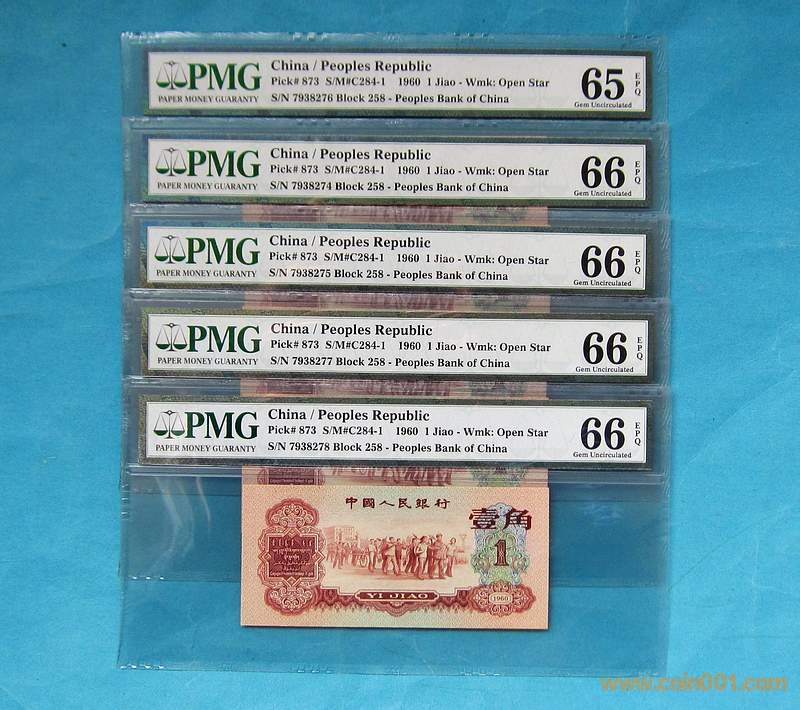 PMG
PAPER MONEY GUARANTY
China / Peoples Republic
Pick# 873 S/M#C284-1 1960 1 Jiao - Wmk: Open Star
S/N 7938276 Block 258 - Peoples Bank of China
65
EPQ
Gem Uncirculated
PMG
PAPER MONEY GUARANTY
China / Peoples Republic
Pick# 873 S/M#C284-1 1960 1 Jiao - Wmk: Open Star
S/N 7938274 Block 258 - Peoples Bank of China
66
EPQ
Gem Uncirculated
PMG
PAPER MONEY GUARANTY
China / Peoples Republic
Pick# 873 S/M#C284-1 1960 1 Jiao - Wmk: Open Star
S/N 7938275 Block 258 - Peoples Bank of China
66
EPQ
Gem Uncirculated
PMG
PAPER MONEY GUARANTY
China / Peoples Republic
Pick# 873 S/M#C284-1 1960 1 Jiao - Wmk: Open Star
S/N 7938277 Block 258 - Peoples Bank of China
66
EPQ
Gem Uncirculated
PMG
PAPER MONEY GUARANTY
China / Peoples Republic
Pick# 873 S/M#C284-1 1960 1 Jiao - Wmk: Open Star
S/N 7938278 Block 258 - Peoples Bank of China
66
EPQ
Gem Uncirculated
中國人民銀行
壹角
1
YI JIAO
1960
www.coin001.com